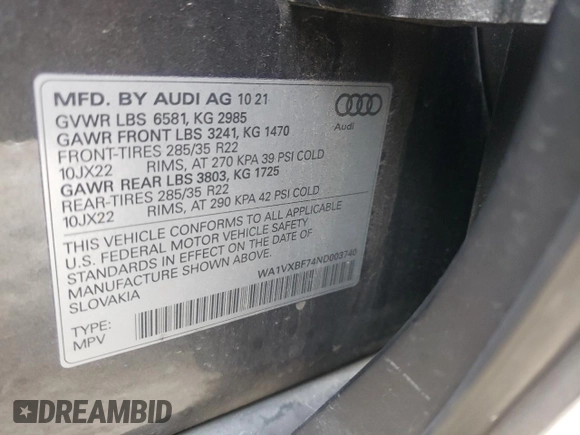 MFD. BY AUDI AG 10 21
GVWR LBS 6581, KG 2985
GAWR FRONT LBS 3241, KG 1470
FRONT-TIRES 285/35 R22
10JX22 RIMS, AT 270 KPA 39 PSI COLD
GAWR REAR LBS 3803, KG 1725
REAR-TIRES 285/35 R22
10JX22 RIMS, AT 290 KPA 42 PSI COLD
THIS VEHICLE CONFORMS TO ALL APPLICABLE
U.S. FEDERAL MOTOR VEHICLE SAFETY
STANDARDS IN EFFECT ON THE DATE OF
MANUFACTURE SHOWN ABOVE.
SLOVAKIA
WA1VXBF74ND003740
TYPE:
MPV
Audi
DREAMBID